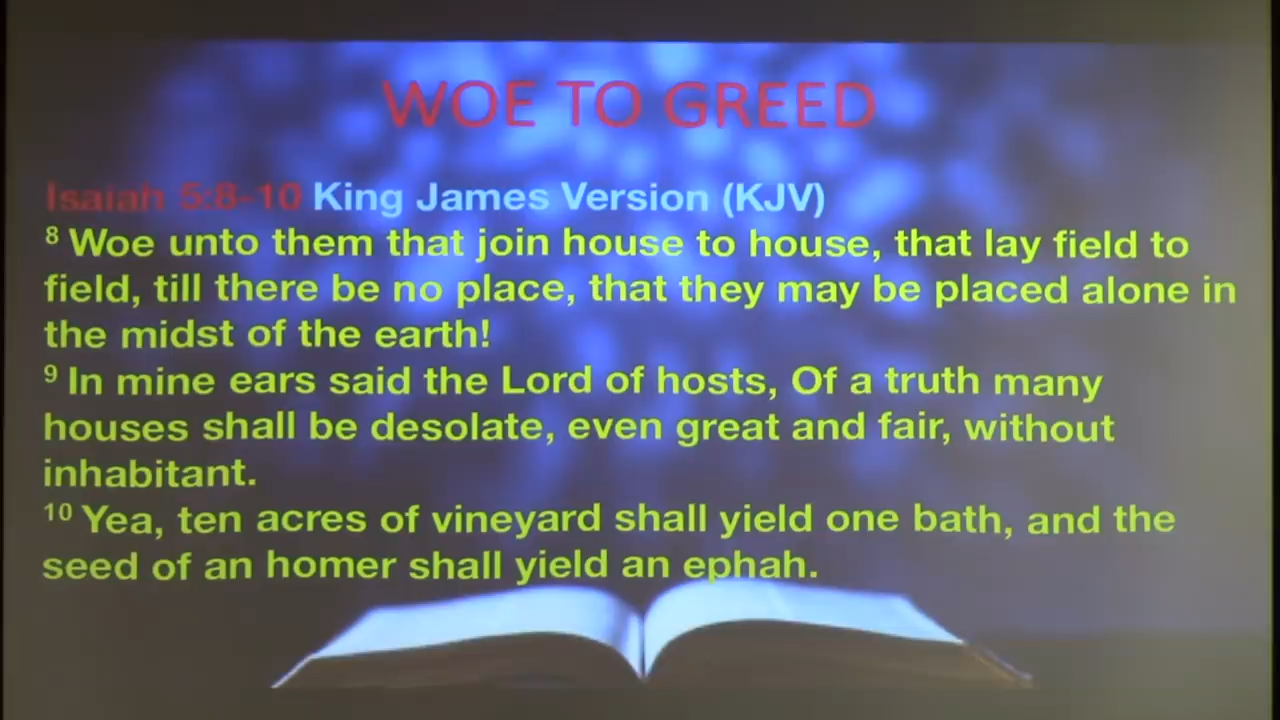 WOE TO GREED
Isaiah 5:8-10 King James Version (KJV)
8 Woe unto them that join house to house, that lay field to
field, till there be no place, that they may be placed alone in
the midst of the earth!
9 In mine ears said the Lord of hosts, Of a truth many
houses shall be desolate, even great and fair, without
inhabitant.
10 Yea, ten acres of vineyard shall yield one bath, and the
seed of an homer shall yield an ephah.